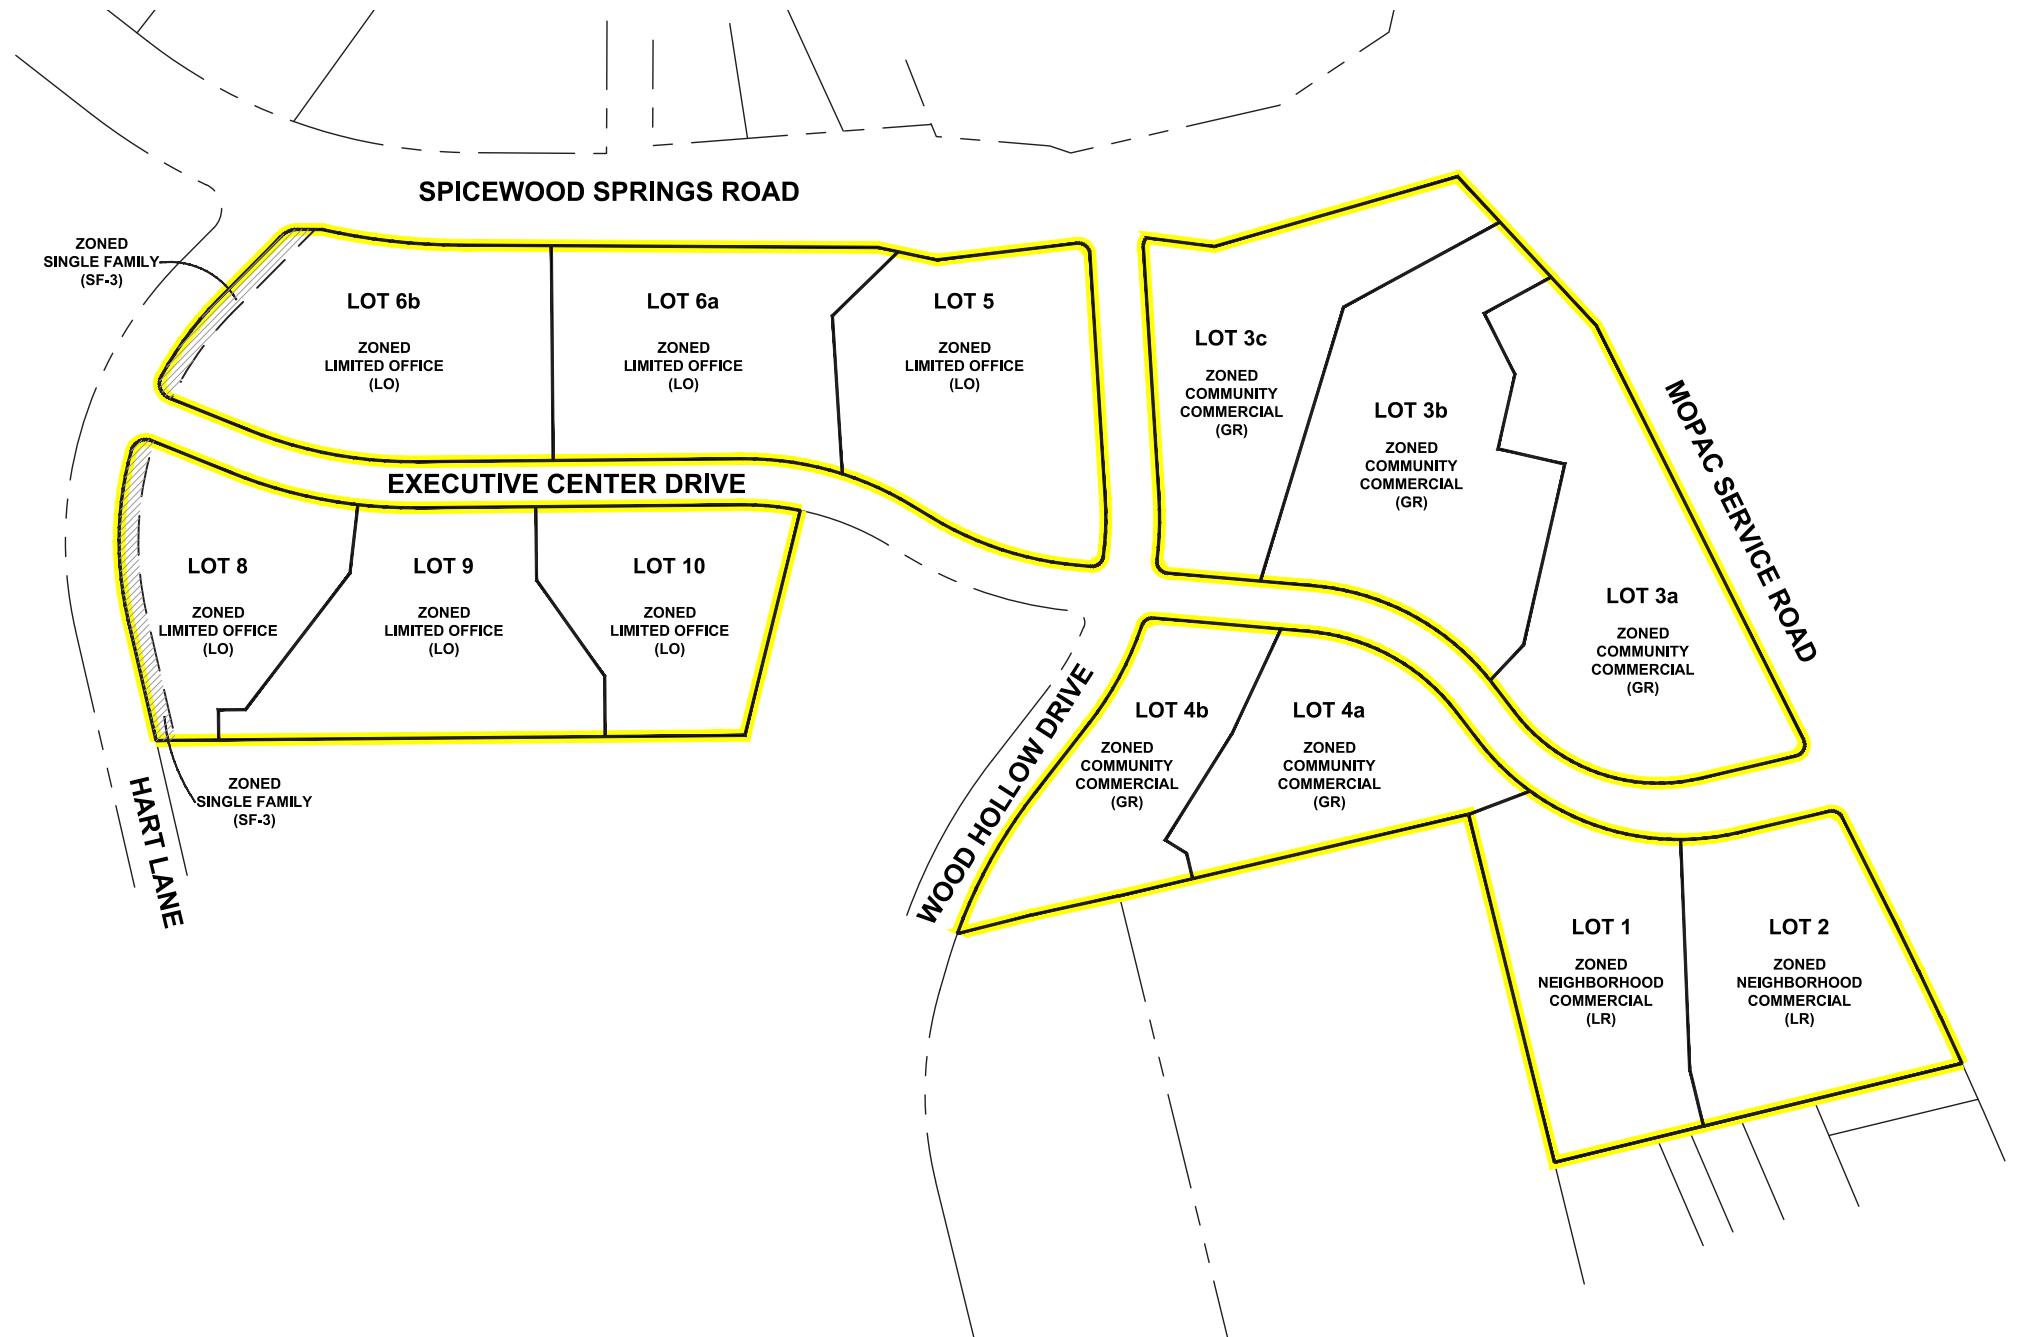 SPICEWOOD SPRINGS ROAD
ZONED
SINGLE FAMILY
(SF-3)
LOT 6b
ZONED
LIMITED OFFICE
(LO)
LOT 6a
ZONED
LIMITED OFFICE
(LO)
LOT 5
ZONED
LIMITED OFFICE
(LO)
LOT 3c
ZONED
COMMUNITY
COMMERCIAL
(GR)
LOT 3b
ZONED
COMMUNITY
COMMERCIAL
(GR)
MOPAC SERVICE ROAD
EXECUTIVE CENTER DRIVE
LOT 8
ZONED
LIMITED OFFICE
(LO)
LOT 9
ZONED
LIMITED OFFICE
(LO)
LOT 10
ZONED
LIMITED OFFICE
(LO)
LOT 3a
ZONED
COMMUNITY
COMMERCIAL
(GR)
WOOD HOLLOW DRIVE
LOT 4b
ZONED
COMMUNITY
COMMERCIAL
(GR)
LOT 4a
ZONED
COMMUNITY
COMMERCIAL
(GR)
HART LANE
ZONED
SINGLE FAMILY
(SF-3)
LOT 1
ZONED
NEIGHBORHOOD
COMMERCIAL
(LR)
LOT 2
ZONED
NEIGHBORHOOD
COMMERCIAL
(LR)